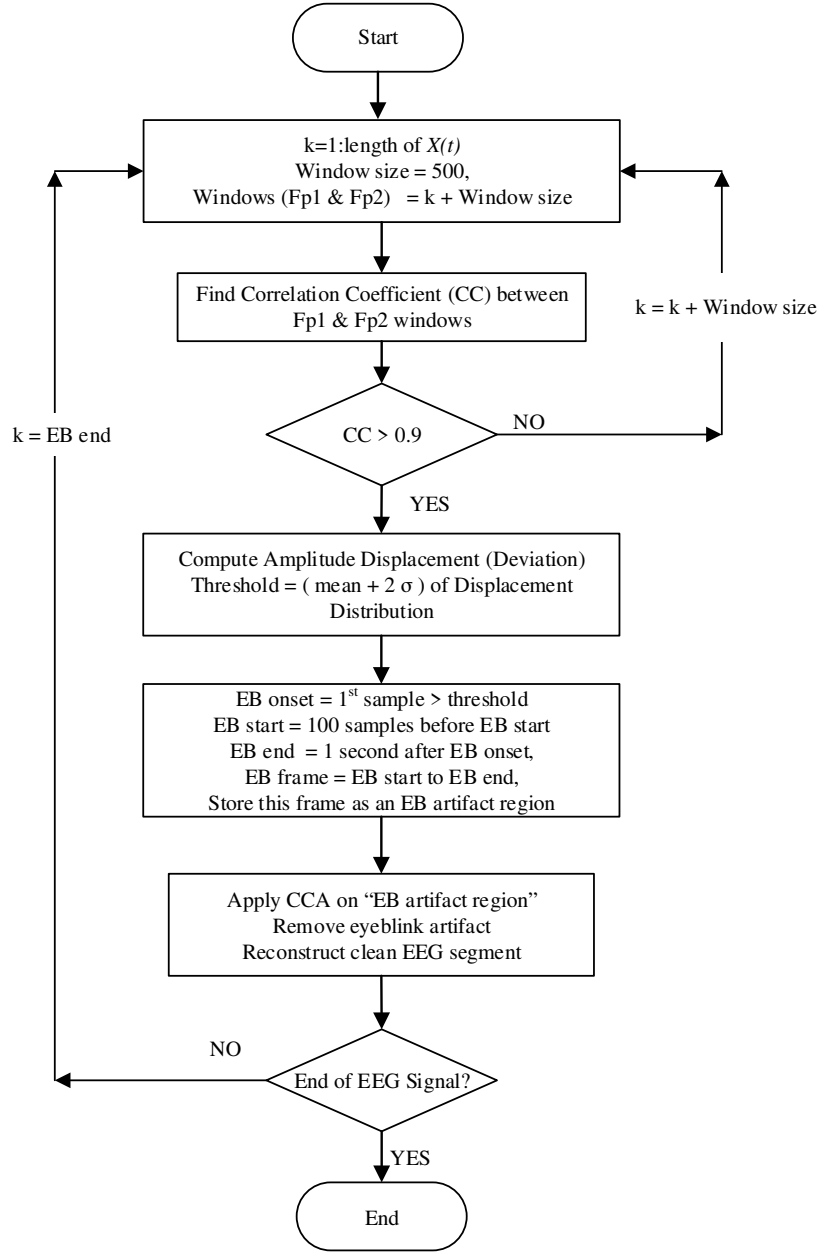 Start
k=1:length of X(t)
Window size = 500,
Windows (Fp1 & Fp2) = k + Window size
Find Correlation Coefficient (CC) between
Fp1 & Fp2 windows
k = k + Window size
CC > 0.9
NO
k = EB end
YES
Compute Amplitude Displacement (Deviation)
Threshold = ( mean + 2 σ ) of Displacement
Distribution
EB onset = 1st sample > threshold
EB start = 100 samples before EB start
EB end = 1 second after EB onset,
EB frame = EB start to EB end,
Store this frame as an EB artifact region
Apply CCA on “EB artifact region”
Remove eyeblink artifact
Reconstruct clean EEG segment
NO
End of EEG Signal?
YES
End